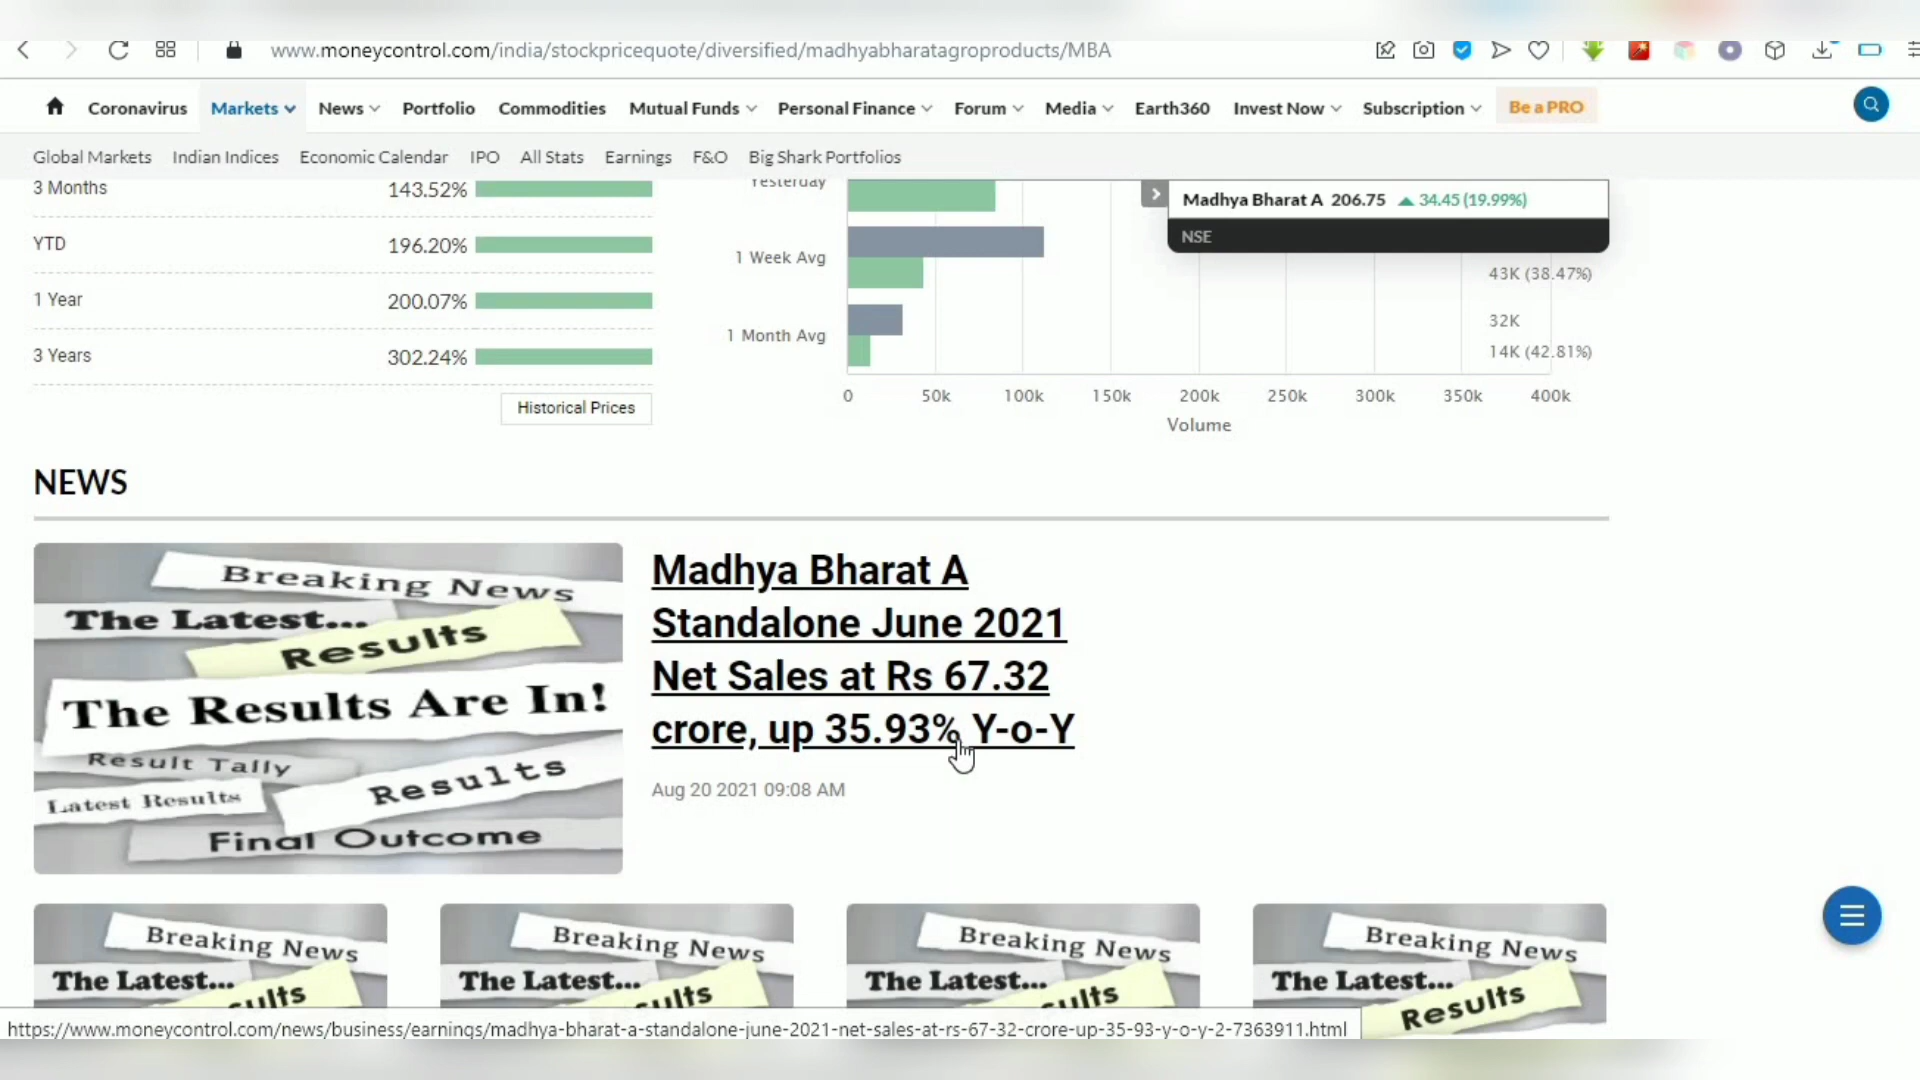 www.moneycontrol.com/india/stockpricequote/diversified/madhyabharatagroproducts/MBA
Coronavirus Markets News Portfolio Commodities Mutual Funds Personal Finance Forum Media Earth360 Invest Now Subscription Be a PRO
Global Markets Indian Indices Economic Calendar IPO All Stats Earnings F&O Big Shark Portfolios
3 Months 143.52%
YTD 196.20%
1 Year 200.07%
3 Years 302.24%
Historical Prices
Yesterday
1 Week Avg
1 Month Avg
Madhya Bharat A 206.75 34.45 (19.99%)
NSE
43K (38.47%)
32K
14K (42.81%)
0 50k 100k 150k 200k 250k 300k 350k 400k
Volume
NEWS
Breaking News
The Latest...
Results
The Results Are In!
Result Tally
Results
Latest Results
Final Outcome
Madhya Bharat A
Standalone June 2021
Net Sales at Rs 67.32
crore, up 35.93% Y-o-Y
Aug 20 2021 09:08 AM
Breaking News
The Latest...
Breaking News
The Latest...
Breaking News
The Latest...
Breaking News
The Latest...
Results
https://www.moneycontrol.com/news/business/earnings/madhya-bharat-a-standalone-june-2021-net-sales-at-rs-67-32-crore-up-35-93-y-o-y-2-7363911.html